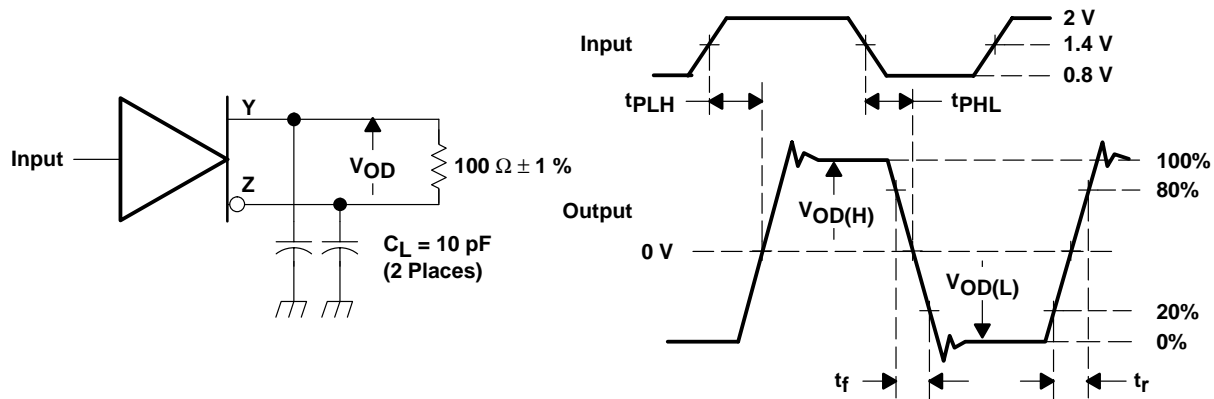 Input
Y
Z
V_OD
100 Ω ± 1 %
C_L = 10 pF
(2 Places)
Input
2 V
1.4 V
0.8 V
t_PLH
t_PHL
Output
0 V
V_OD(H)
V_OD(L)
100%
80%
20%
0%
t_f
t_r